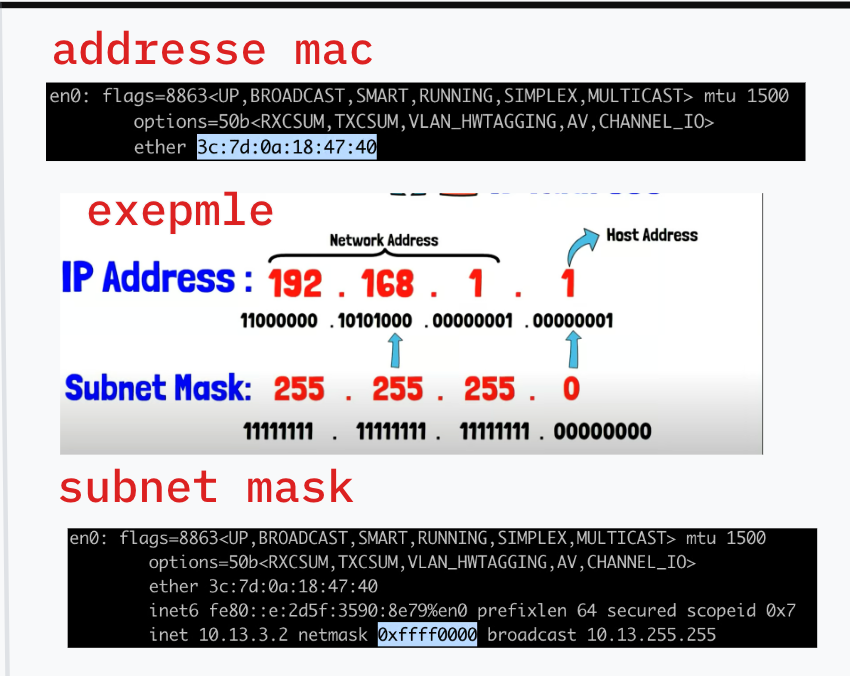 addresse mac
en0: flags=8863<UP,BROADCAST,SMART,RUNNING,SIMPLEX,MULTICAST> mtu 1500
options=50b<RXCSUM,TXCSUM,VLAN_HWTAGGING,AV,CHANNEL_IO>
ether 3c:7d:0a:18:47:40
exepmle
Network Address
Host Address
IP Address : 192 . 168 . 1 . 1
11000000 .10101000 .00000001 .00000001
Subnet Mask: 255 . 255 . 255 . 0
11111111 . 11111111 . 11111111 . 00000000
subnet mask
en0: flags=8863<UP,BROADCAST,SMART,RUNNING,SIMPLEX,MULTICAST> mtu 1500
options=50b<RXCSUM,TXCSUM,VLAN_HWTAGGING,AV,CHANNEL_IO>
ether 3c:7d:0a:18:47:40
inet6 fe80::e:2d5f:3590:8e79%en0 prefixlen 64 secured scopeid 0x7
inet 10.13.3.2 netmask 0xffff0000 broadcast 10.13.255.255